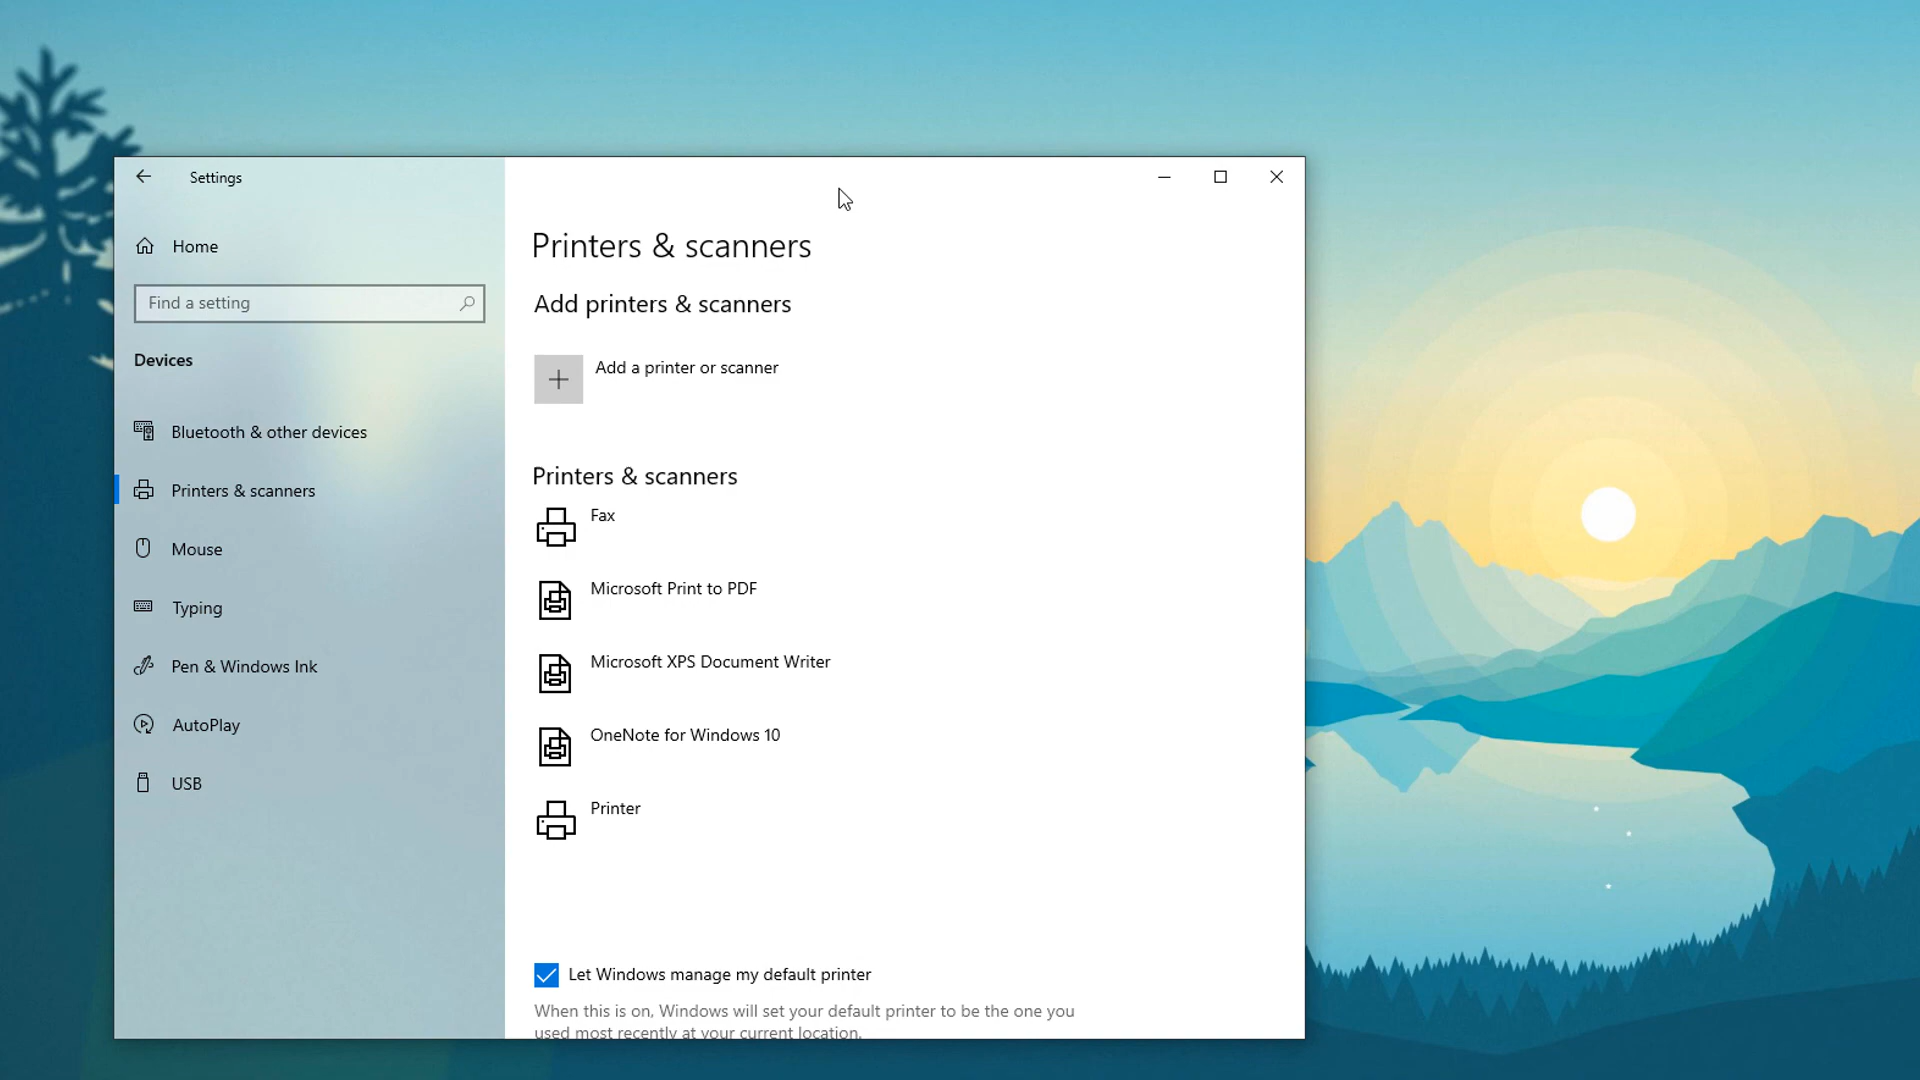 Settings
Home
Find a setting
Devices
Bluetooth & other devices
Printers & scanners
Mouse
Typing
Pen & Windows Ink
AutoPlay
USB
Printers & scanners
Add printers & scanners
Add a printer or scanner
Printers & scanners
Fax
Microsoft Print to PDF
Microsoft XPS Document Writer
OneNote for Windows 10
Printer
Let Windows manage my default printer
When this is on, Windows will set your default printer to be the one you
used most recently at your current location.